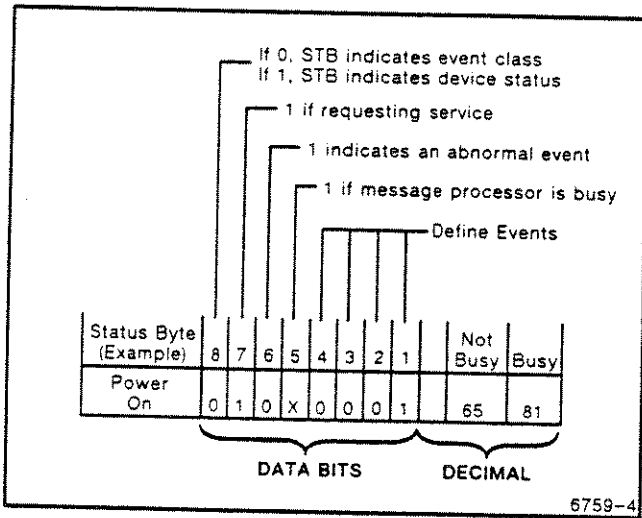 If 0, STB indicates event class
If 1, STB indicates device status
1 if requesting service
1 indicates an abnormal event
1 if message processor is busy
Define Events
Status Byte (Example) 8 7 6 5 4 3 2 1 Not Busy Busy
Power On 0 1 0 X 0 0 0 1 65 81
DATA BITS DECIMAL
6759-4